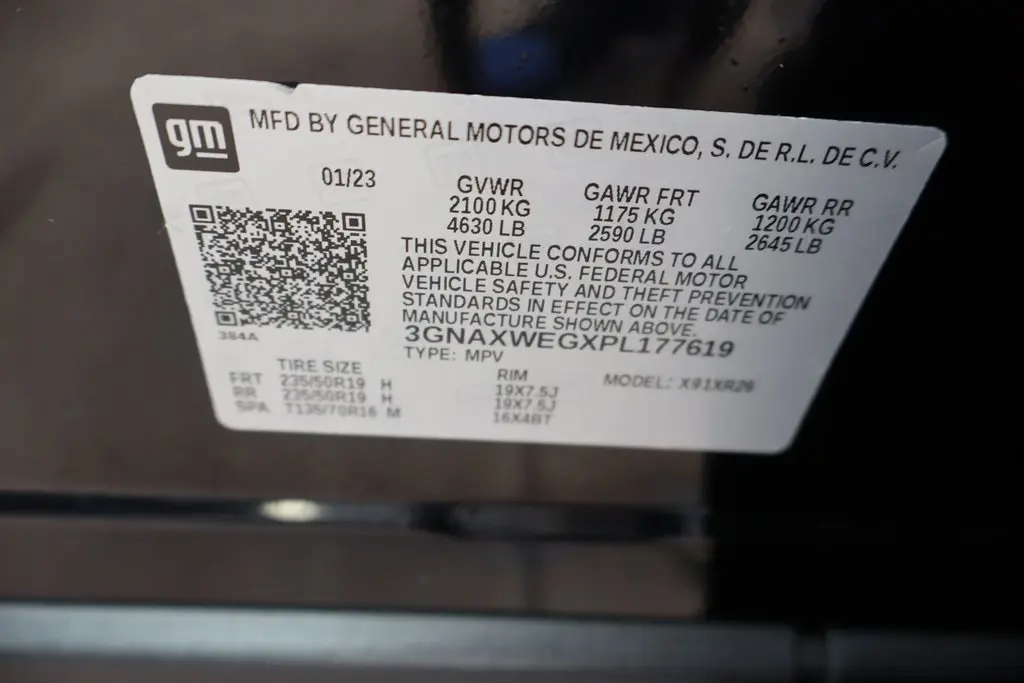 gm MFD BY GENERAL MOTORS DE MEXICO, S. DE R.L. DE C.V.
01/23
GVWR GAWR FRT GAWR RR
2100 KG 1175 KG 1200 KG
4630 LB 2590 LB 2645 LB
THIS VEHICLE CONFORMS TO ALL
APPLICABLE U.S. FEDERAL MOTOR
VEHICLE SAFETY AND THEFT PREVENTION
STANDARDS IN EFFECT ON THE DATE OF
MANUFACTURE SHOWN ABOVE.
384A
3GNAXWEGXPL177619
TYPE: MPV
TIRE SIZE RIM MODEL: X91XR26
FRT 235/50R19 H 19X7.5J
RR 235/50R19 H 19X7.5J
SPA T135/70R16 M 16X4BT